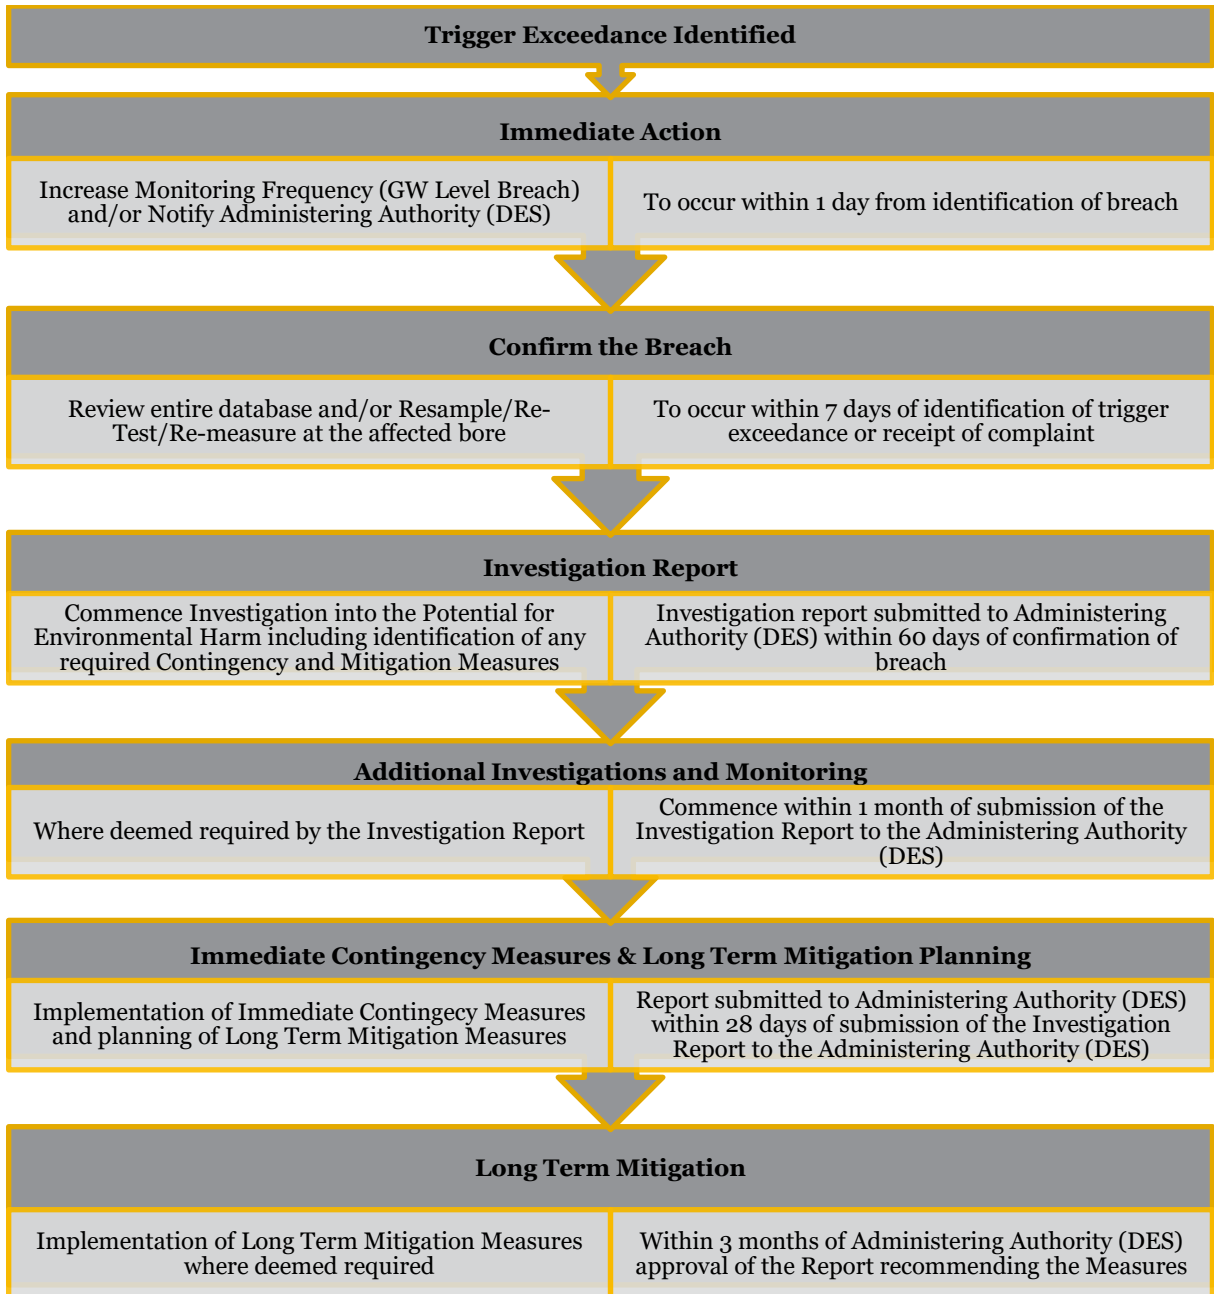 Trigger Exceedance Identified
Immediate Action
Increase Monitoring Frequency (GW Level Breach)
and/or Notify Administering Authority (DES)
To occur within 1 day from identification of breach
Confirm the Breach
Review entire database and/or Resample/Re-
Test/Re-measure at the affected bore
To occur within 7 days of identification of trigger
exceedance or receipt of complaint
Investigation Report
Commence Investigation into the Potential for
Environmental Harm including identification of any
required Contingency and Mitigation Measures
Investigation report submitted to Administering
Authority (DES) within 60 days of confirmation of
breach
Additional Investigations and Monitoring
Where deemed required by the Investigation Report
Commence within 1 month of submission of the
Investigation Report to the Administering Authority
(DES)
Immediate Contingency Measures & Long Term Mitigation Planning
Implementation of Immediate Contingecy Measures
and planning of Long Term Mitigation Measures
Report submitted to Administering Authority (DES)
within 28 days of submission of the Investigation
Report to the Administering Authority (DES)
Long Term Mitigation
Implementation of Long Term Mitigation Measures
where deemed required
Within 3 months of Administering Authority (DES)
approval of the Report recommending the Measures